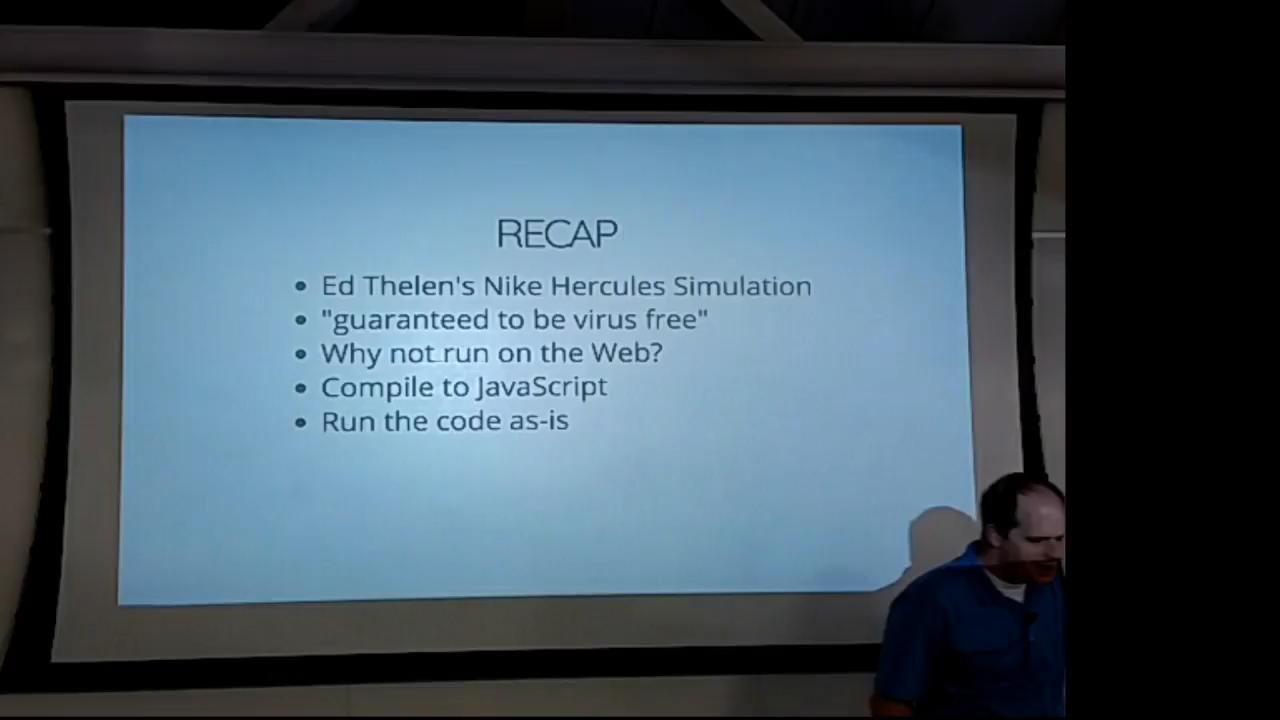 RECAP
• Ed Thelen's Nike Hercules Simulation
• "guaranteed to be virus free"
• Why not run on the Web?
• Compile to JavaScript
• Run the code as-is